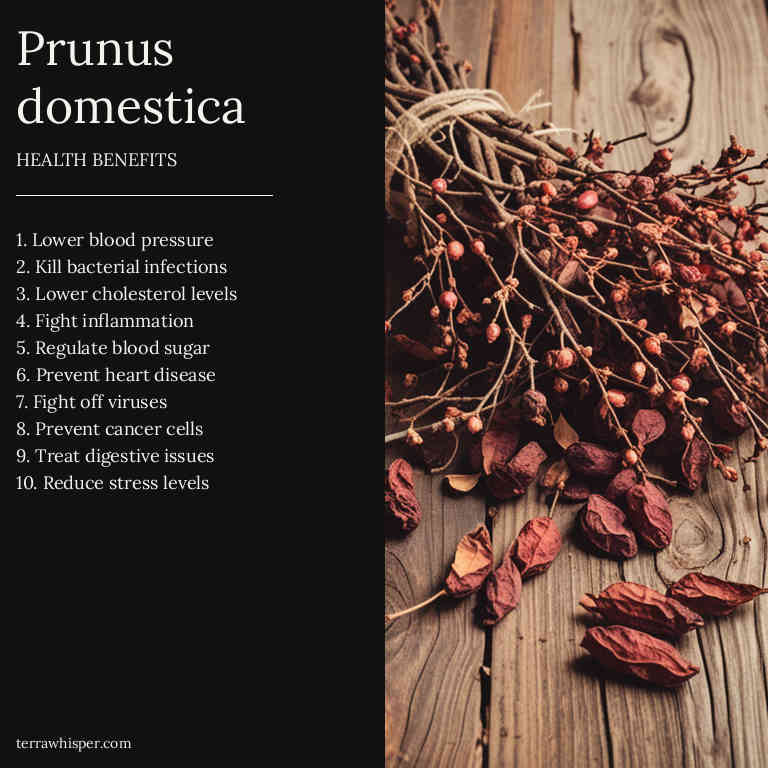 Prunus
domestica
HEALTH BENEFITS
1. Lower blood pressure
2. Kill bacterial infections
3. Lower cholesterol levels
4. Fight inflammation
5. Regulate blood sugar
6. Prevent heart disease
7. Fight off viruses
8. Prevent cancer cells
9. Treat digestive issues
10. Reduce stress levels
terrawhisper.com